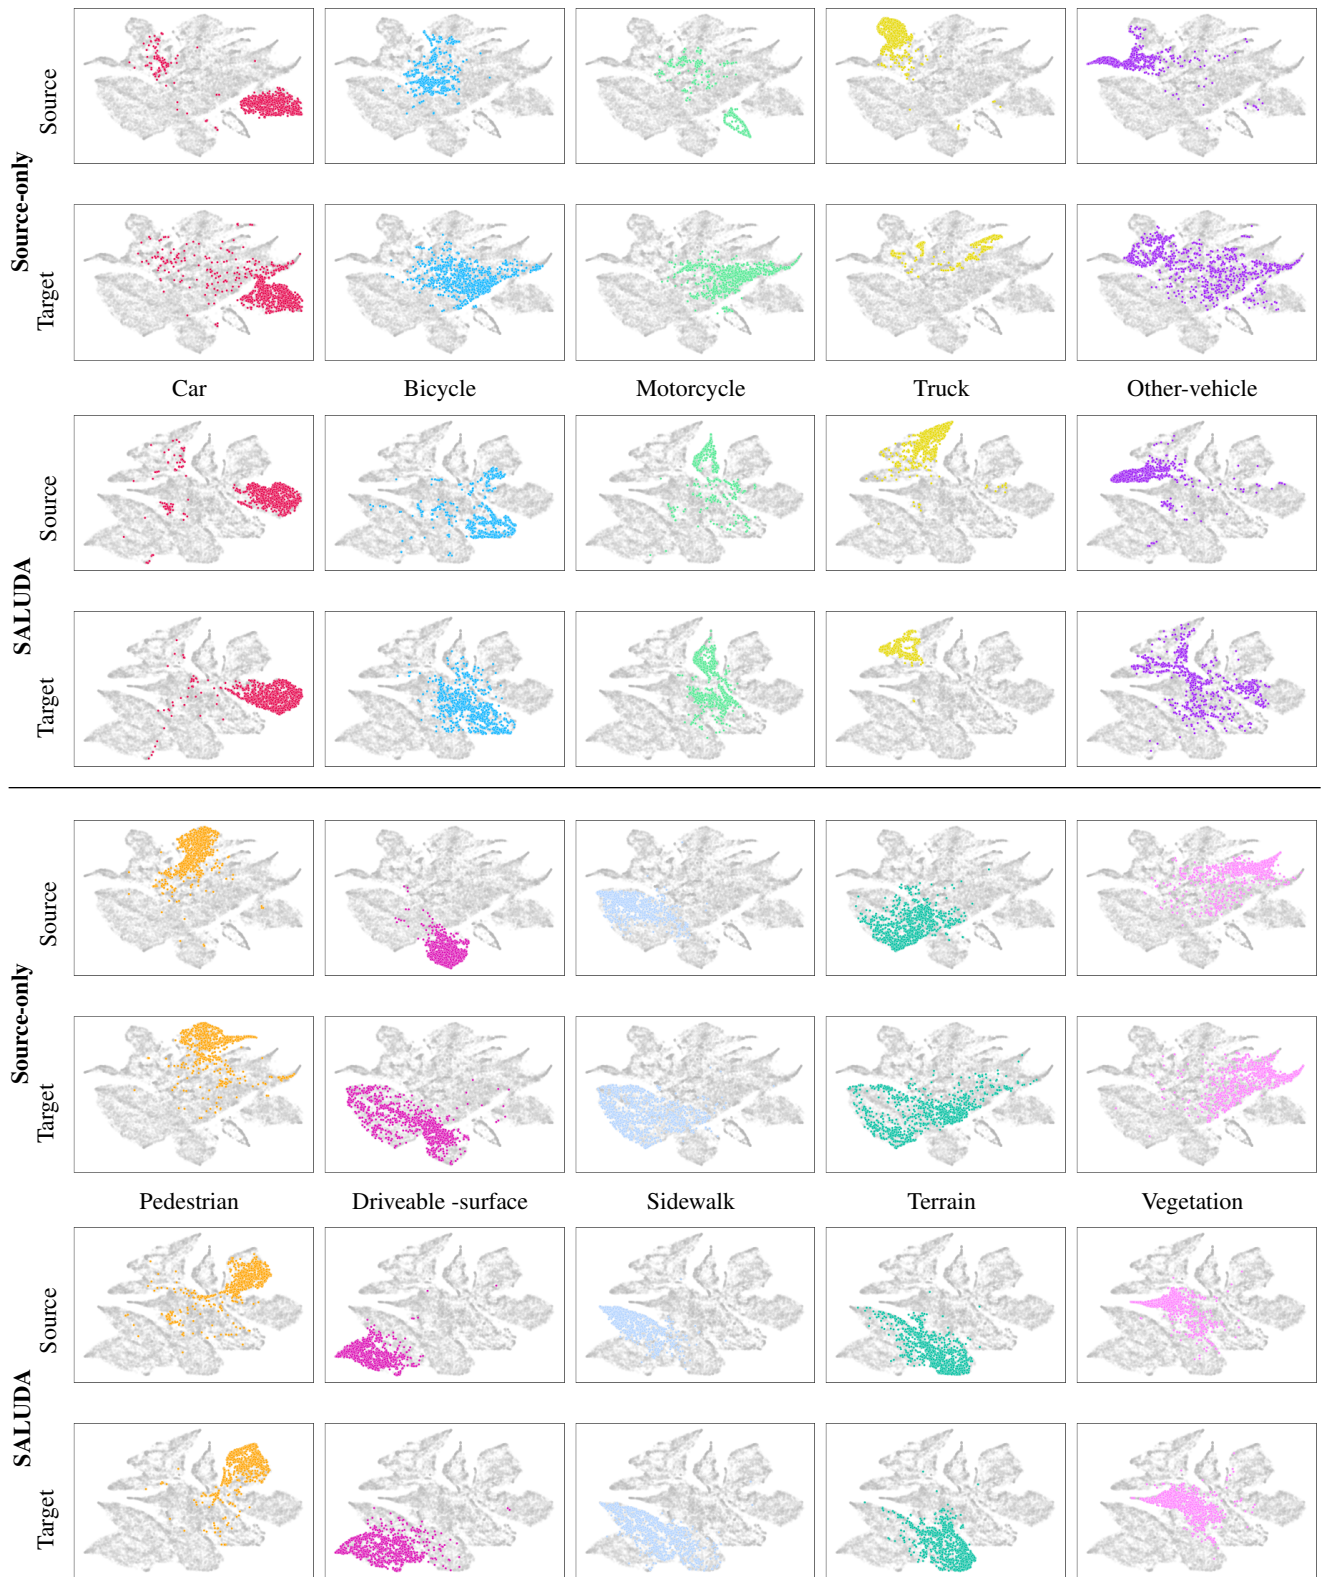 Source-only
Source
Target
Car Bicycle Motorcycle Truck Other-vehicle
SALUDA
Source
Target
Source-only
Source
Target
Pedestrian Driveable -surface Sidewalk Terrain Vegetation
SALUDA
Source
Target